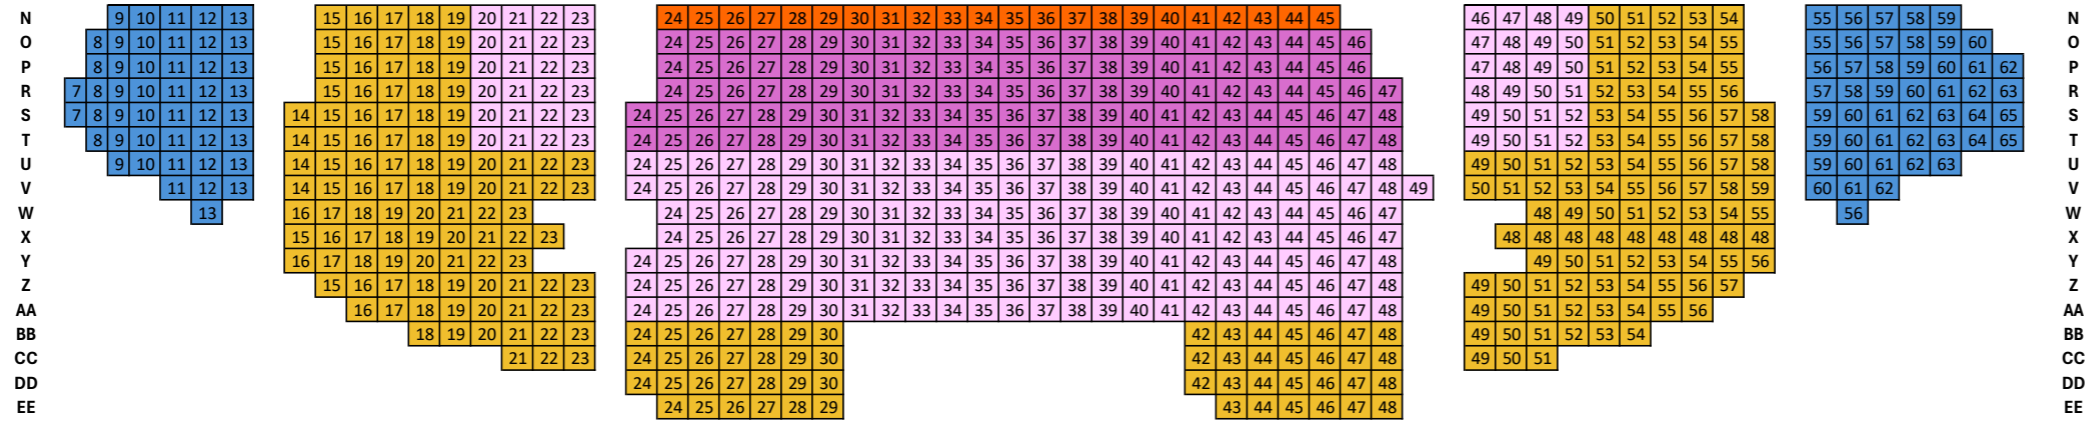 N 9 10 11 12 13 15 16 17 18 19 20 21 22 23 24 25 26 27 28 29 30 31 32 33 34 35 36 37 38 39 40 41 42 43 44 45 46 47 48 49 50 51 52 53 54 55 56 57 58 59 N
O 8 9 10 11 12 13 15 16 17 18 19 20 21 22 23 24 25 26 27 28 29 30 31 32 33 34 35 36 37 38 39 40 41 42 43 44 45 46 47 48 49 50 51 52 53 54 55 55 56 57 58 59 60 O
P 8 9 10 11 12 13 15 16 17 18 19 20 21 22 23 24 25 26 27 28 29 30 31 32 33 34 35 36 37 38 39 40 41 42 43 44 45 46 47 48 49 50 51 52 53 54 55 56 57 58 59 60 61 62 P
R 7 8 9 10 11 12 13 15 16 17 18 19 20 21 22 23 24 25 26 27 28 29 30 31 32 33 34 35 36 37 38 39 40 41 42 43 44 45 46 47 48 49 50 51 52 53 54 55 56 57 58 59 60 61 62 63 R
S 7 8 9 10 11 12 13 14 15 16 17 18 19 20 21 22 23 24 25 26 27 28 29 30 31 32 33 34 35 36 37 38 39 40 41 42 43 44 45 46 47 48 49 50 51 52 53 54 55 56 57 58 59 60 61 62 63 64 65 S
T 8 9 10 11 12 13 14 15 16 17 18 19 20 21 22 23 24 25 26 27 28 29 30 31 32 33 34 35 36 37 38 39 40 41 42 43 44 45 46 47 48 49 50 51 52 53 54 55 56 57 58 59 60 61 62 63 64 65 T
U 9 10 11 12 13 14 15 16 17 18 19 20 21 22 23 24 25 26 27 28 29 30 31 32 33 34 35 36 37 38 39 40 41 42 43 44 45 46 47 48 49 50 51 52 53 54 55 56 57 58 59 60 61 62 63 U
V 11 12 13 14 15 16 17 18 19 20 21 22 23 24 25 26 27 28 29 30 31 32 33 34 35 36 37 38 39 40 41 42 43 44 45 46 47 48 49 50 51 52 53 54 55 56 57 58 59 60 61 62 V
W 13 16 17 18 19 20 21 22 23 24 25 26 27 28 29 30 31 32 33 34 35 36 37 38 39 40 41 42 43 44 45 46 47 48 49 50 51 52 53 54 55 56 W
X 15 16 17 18 19 20 21 22 23 24 25 26 27 28 29 30 31 32 33 34 35 36 37 38 39 40 41 42 43 44 45 46 47 48 48 48 48 48 48 48 48 48 X
Y 16 17 18 19 20 21 22 23 24 25 26 27 28 29 30 31 32 33 34 35 36 37 38 39 40 41 42 43 44 45 46 47 48 49 50 51 52 53 54 55 56 Y
Z 15 16 17 18 19 20 21 22 23 24 25 26 27 28 29 30 31 32 33 34 35 36 37 38 39 40 41 42 43 44 45 46 47 48 49 50 51 52 53 54 55 56 57 Z
AA 16 17 18 19 20 21 22 23 24 25 26 27 28 29 30 31 32 33 34 35 36 37 38 39 40 41 42 43 44 45 46 47 48 49 50 51 52 53 54 55 56 AA
BB 18 19 20 21 22 23 24 25 26 27 28 29 30 42 43 44 45 46 47 48 49 50 51 52 53 54 BB
CC 21 22 23 24 25 26 27 28 29 30 42 43 44 45 46 47 48 49 50 51 CC
DD 24 25 26 27 28 29 30 42 43 44 45 46 47 48 DD
EE 24 25 26 27 28 29 43 44 45 46 47 48 EE